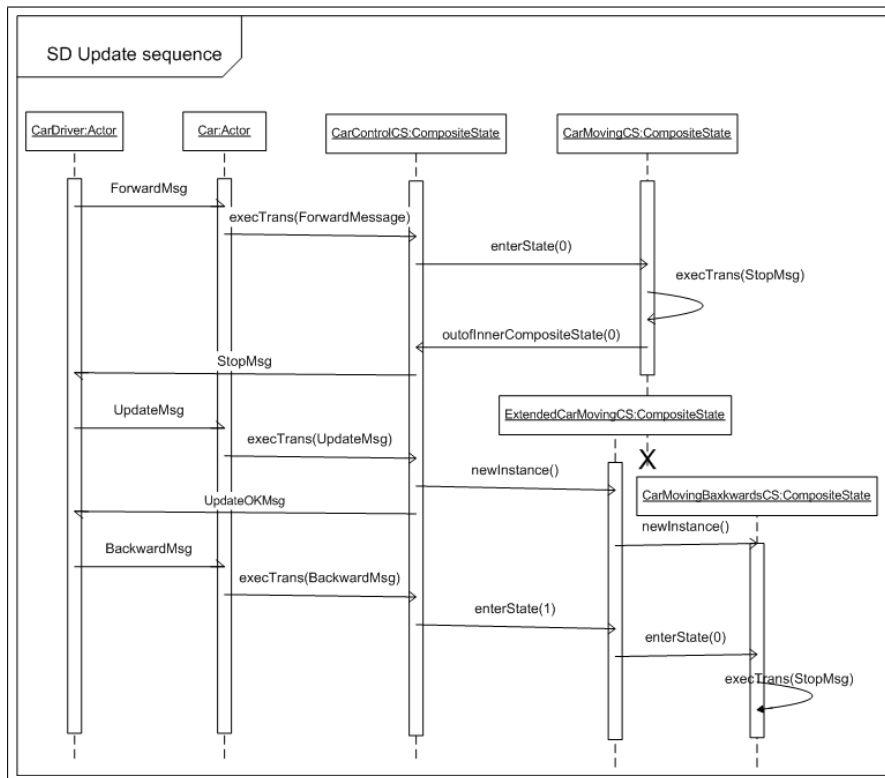 SD Update sequence
CarDriver:Actor
Car:Actor
CarControlCS:CompositeState
CarMovingCS:CompositeState
ForwardMsg
execTrans(ForwardMessage)
enterState(0)
execTrans(StopMsg)
outofInnerCompositeState(0)
StopMsg
ExtendedCarMovingCS:CompositeState
UpdateMsg
execTrans(UpdateMsg)
X
newInstance()
CarMovingBaxkwardsCS:CompositeState
UpdateOKMsg
newInstance()
BackwardMsg
execTrans(BackwardMsg)
enterState(1)
enterState(0)
execTrans(StopMsg)